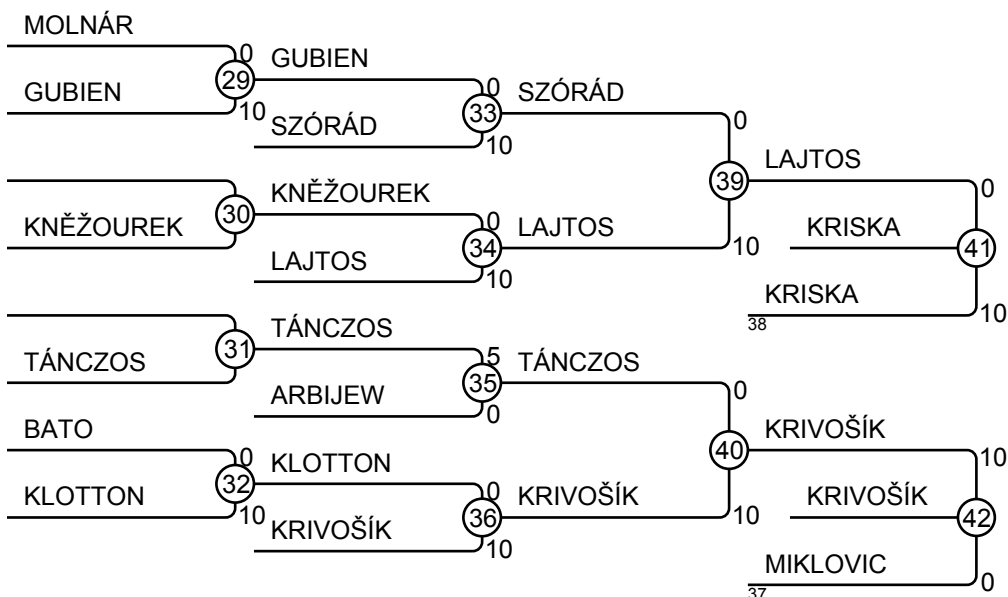 MOLNÁR
0
29
GUBIEN
10
GUBIEN
0
33
SZÓRÁD
10
SZÓRÁD
0
30
KNĚŽOUREK
KNĚŽOUREK
0
34
LAJTOS
10
LAJTOS
10
39
LAJTOS
0
KRISKA
41
KRISKA
38
10
31
TÁNCZOS
TÁNCZOS
5
35
ARBIJEW
0
TÁNCZOS
0
BATO
0
32
KLOTTON
10
KLOTTON
0
36
KRIVOŠÍK
10
KRIVOŠÍK
10
40
KRIVOŠÍK
10
KRIVOŠÍK
42
MIKLOVIC
37
0